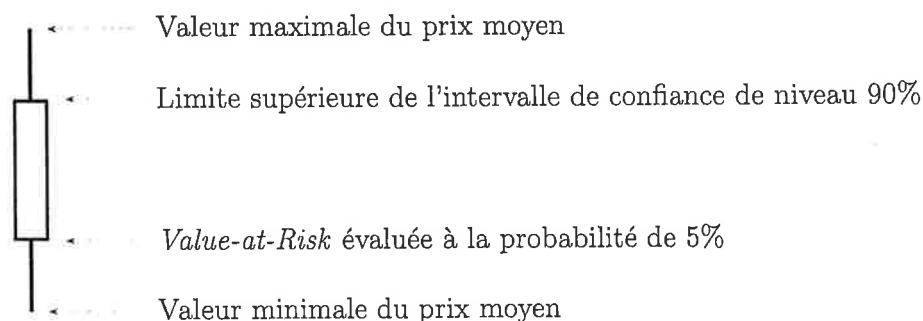 Valeur maximale du prix moyen
Limite supérieure de l'intervalle de confiance de niveau 90%
Value-at-Risk évaluée à la probabilité de 5%
Valeur minimale du prix moyen